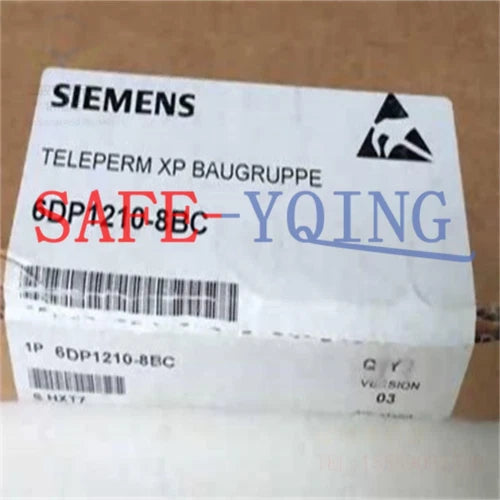 SIEMENS
TELEPERM XP BAUGRUPPE
6DP1210-8BC
SAFE-YQING
1P 6DP1210-8BC
VERSION
03